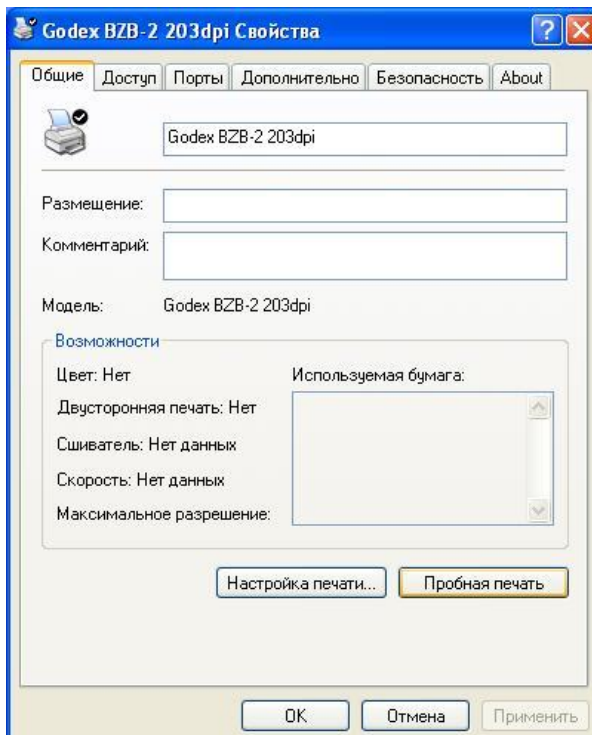 Godex BZB-2 203dpi Свойства
Общие Доступ Порты Дополнительно Безопасность About
Godex BZB-2 203dpi
Размещение:
Комментарий:
Модель: Godex BZB-2 203dpi
Возможности
Цвет: Нет Используемая бумага:
Двусторонняя печать: Нет
Сшиватель: Нет данных
Скорость: Нет данных
Максимальное разрешение:
Настройка печати... Пробная печать
OK Отмена Применить